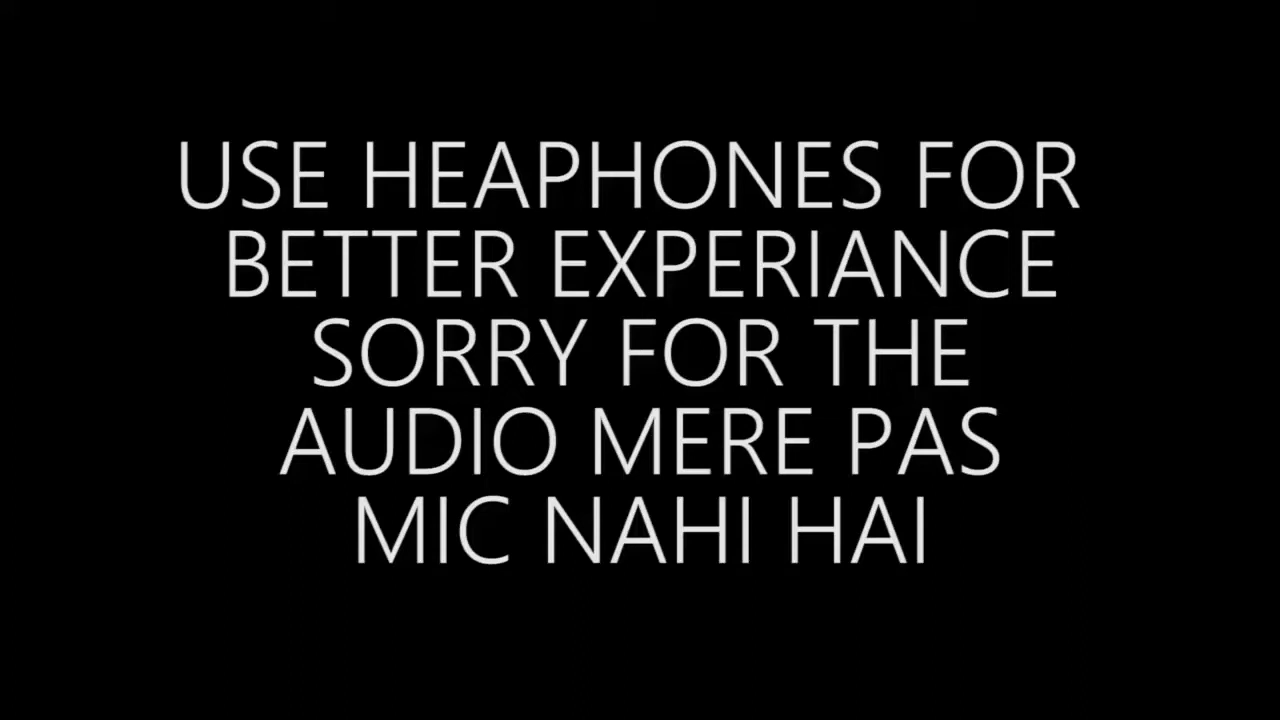 USE HEAPHONES FOR
BETTER EXPERIANCE
SORRY FOR THE
AUDIO MERE PAS
MIC NAHI HAI